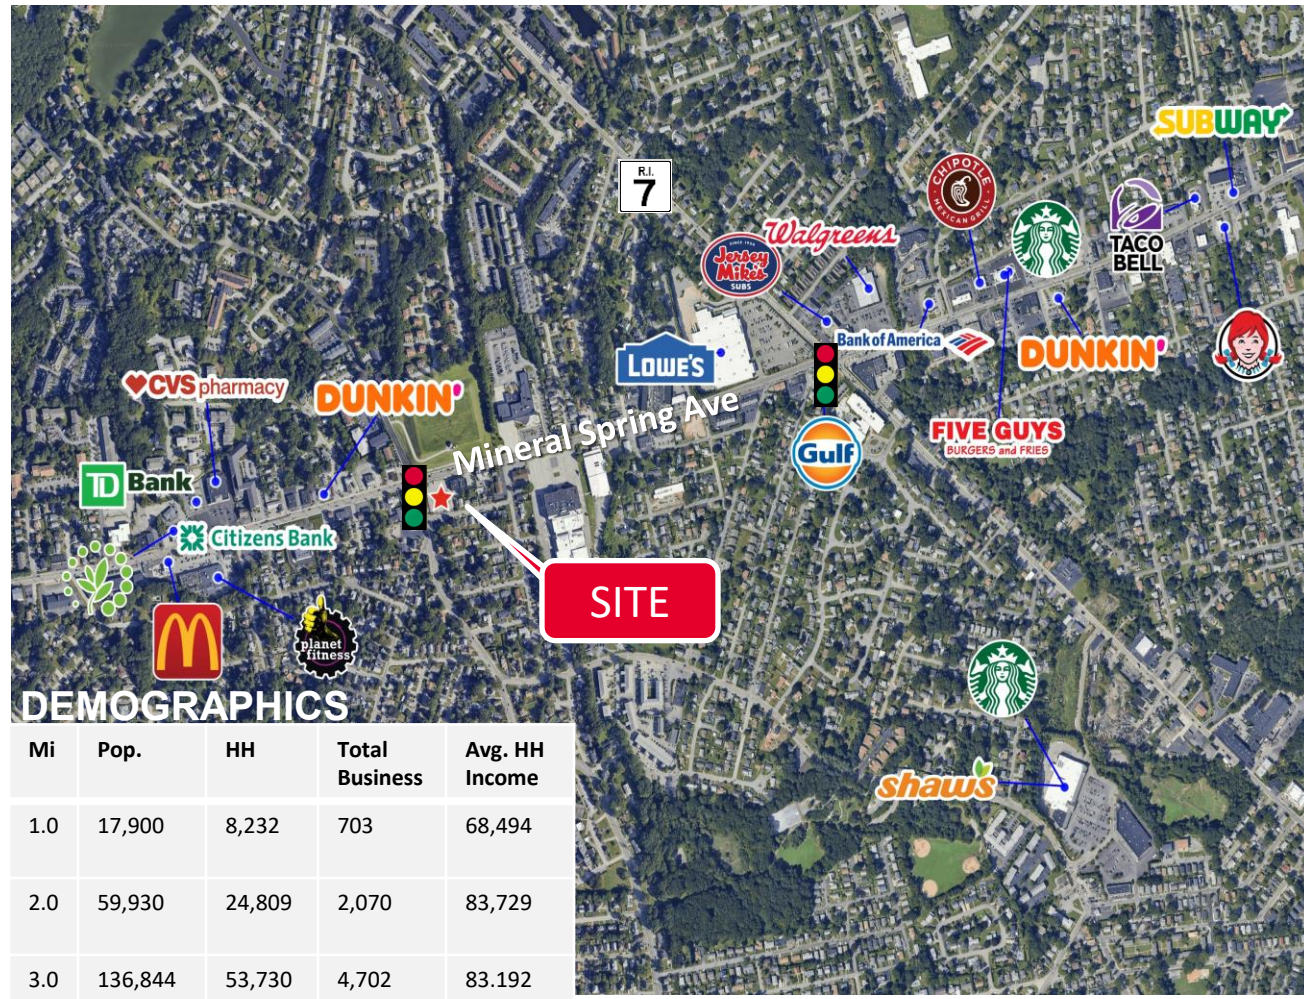 SUBWAY
R.I.
7
CHIPOTLE
MEXICAN GRILL
Walgreens
TACO
BELL
SINCE 1956
Jersey
Mike's
SUBS
Bank of America
DUNKIN'
LOWE'S
CVS pharmacy
DUNKIN'
Mineral Spring Ave
FIVE GUYS
BURGERS and FRIES
Gulf
TD Bank
Citizens Bank
SITE
planet
fitness
shaw's
DEMOGRAPHICS
Mi Pop. HH Total Business Avg. HH Income
1.0 17,900 8,232 703 68,494
2.0 59,930 24,809 2,070 83,729
3.0 136,844 53,730 4,702 83.192